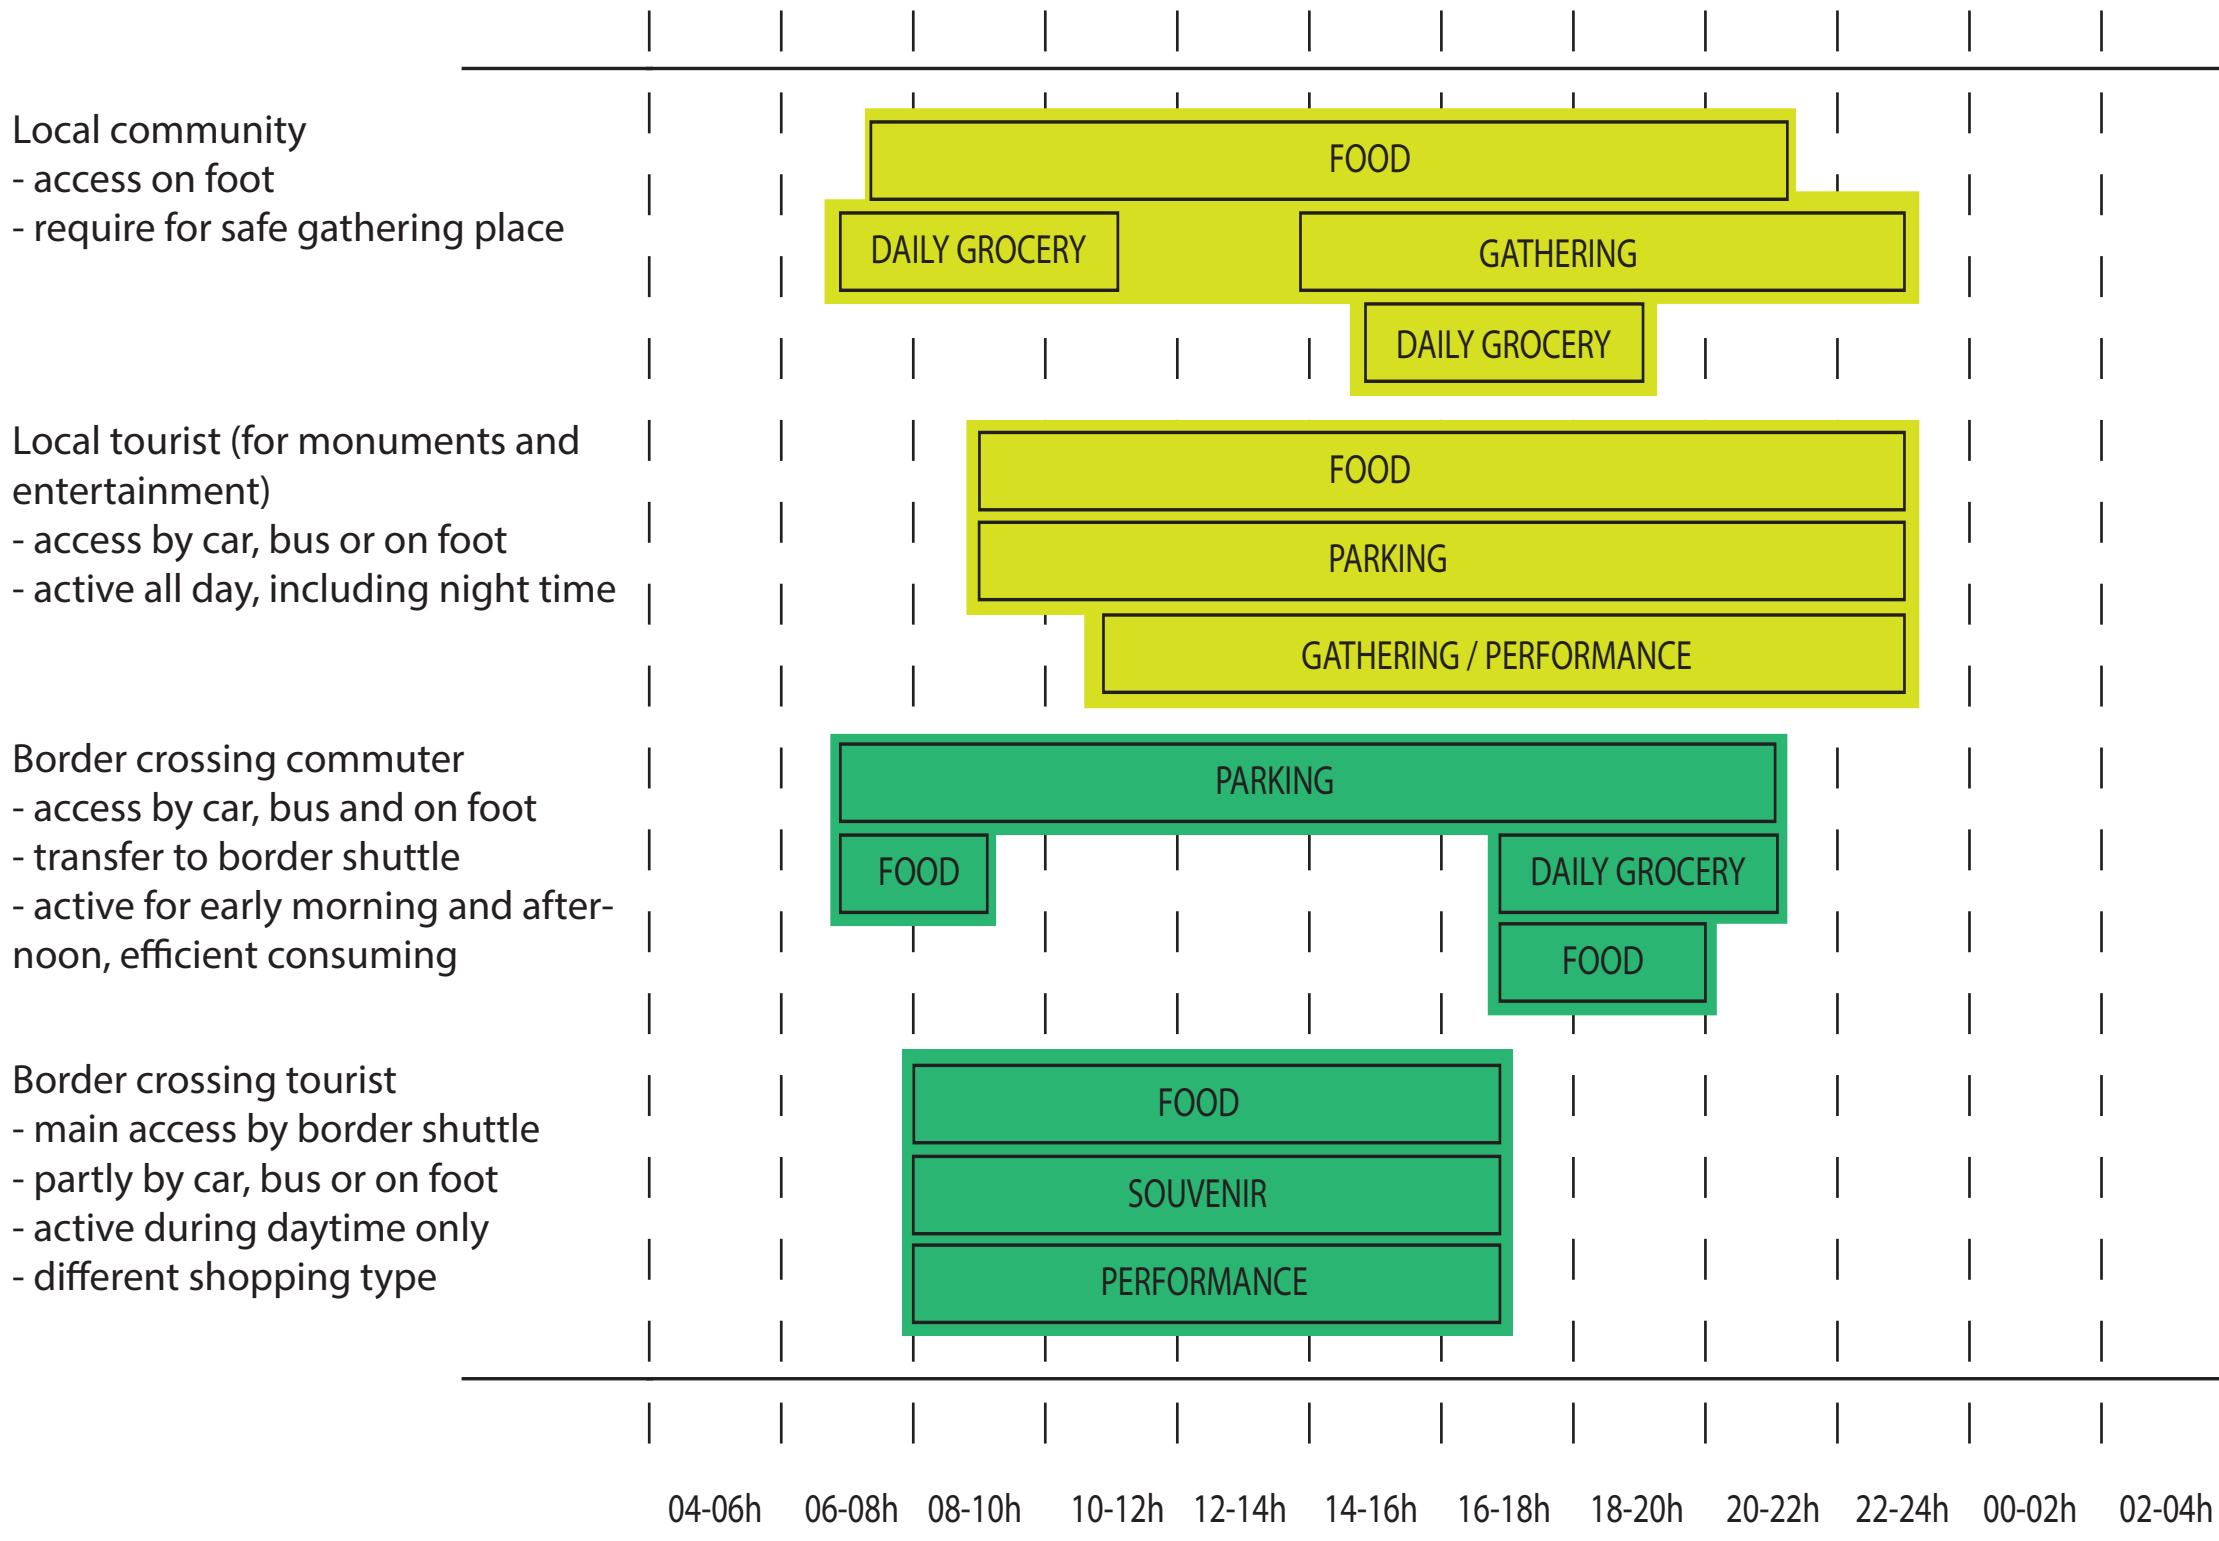 Local community
- access on foot
- require for safe gathering place
FOOD
DAILY GROCERY
GATHERING
DAILY GROCERY
Local tourist (for monuments and
entertainment)
- access by car, bus or on foot
- active all day, including night time
FOOD
PARKING
GATHERING / PERFORMANCE
Border crossing commuter
- access by car, bus and on foot
- transfer to border shuttle
- active for early morning and after-
noon, efficient consuming
PARKING
FOOD
DAILY GROCERY
FOOD
Border crossing tourist
- main access by border shuttle
- partly by car, bus or on foot
- active during daytime only
- different shopping type
FOOD
SOUVENIR
PERFORMANCE
04-06h 06-08h 08-10h 10-12h 12-14h 14-16h 16-18h 18-20h 20-22h 22-24h 00-02h 02-04h